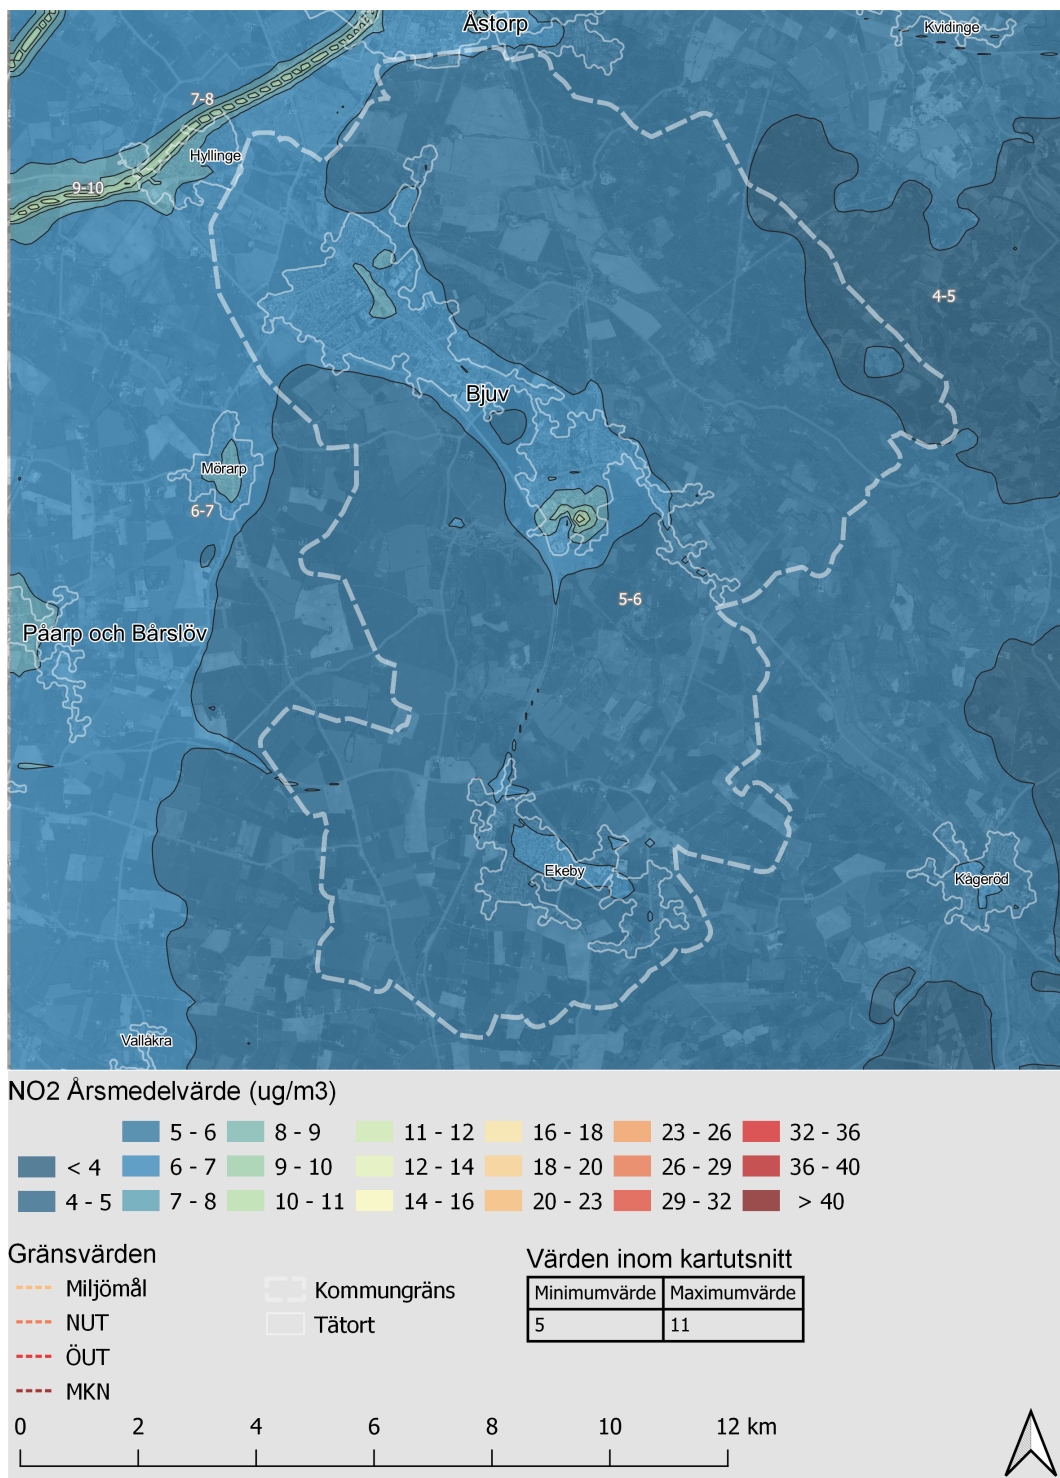 Åstorp
Kvidinge
7-8
Hyllinge
9-10
4-5
Bjuv
Mörarp
6-7
5-6
Påarp och Bårslöv
Ekeby
Kågeröd
Vallåkra
NO2 Årsmedelvärde (ug/m3)
5 - 6 8 - 9 11 - 12 16 - 18 23 - 26 32 - 36
< 4 6 - 7 9 - 10 12 - 14 18 - 20 26 - 29 36 - 40
4 - 5 7 - 8 10 - 11 14 - 16 20 - 23 29 - 32 > 40
Gränsvärden
Miljömål
NUT
ÖUT
MKN
Kommungräns
Tätort
Värden inom kartutsnitt
Minimumvärde Maximumvärde
5 11
0 2 4 6 8 10 12 km